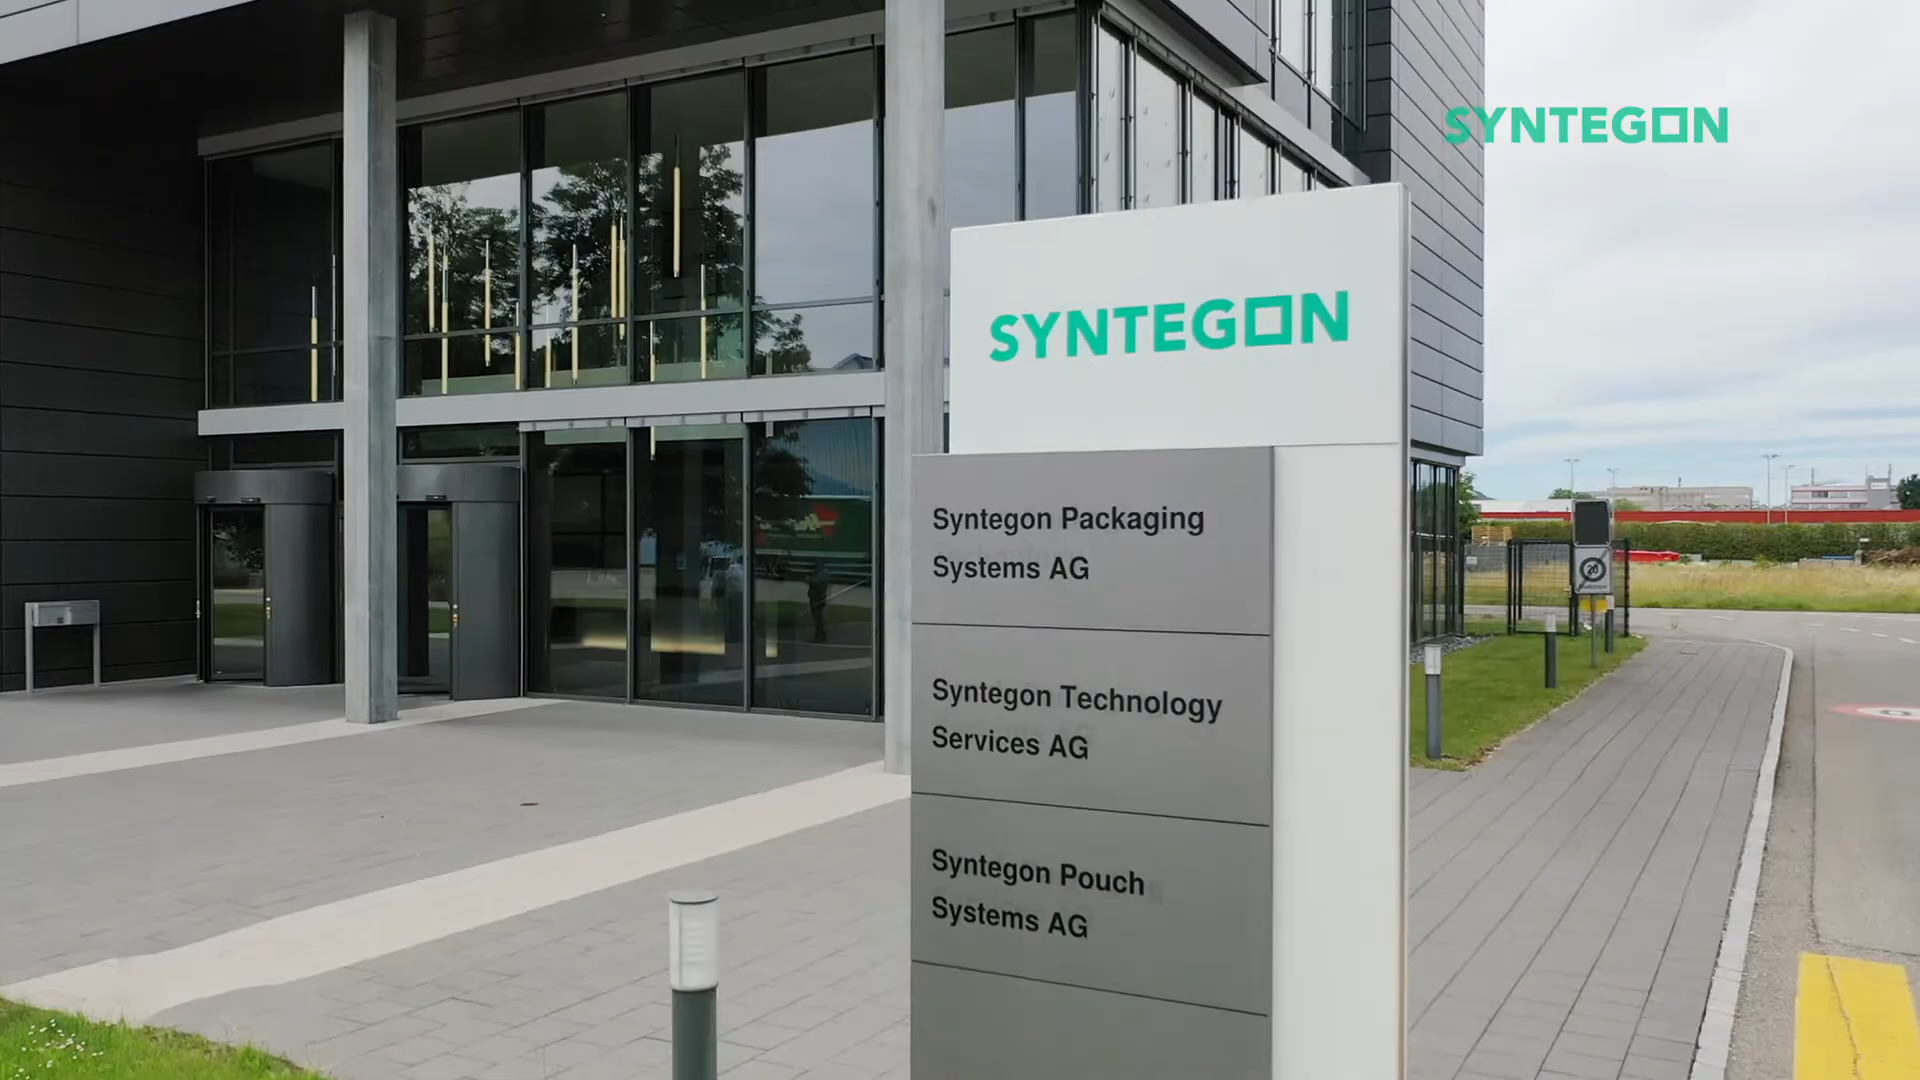 SYNTEGON
SYNTEGON
Syntegon Packaging
Systems AG
Syntegon Technology
Services AG
Syntegon Pouch
Systems AG
20